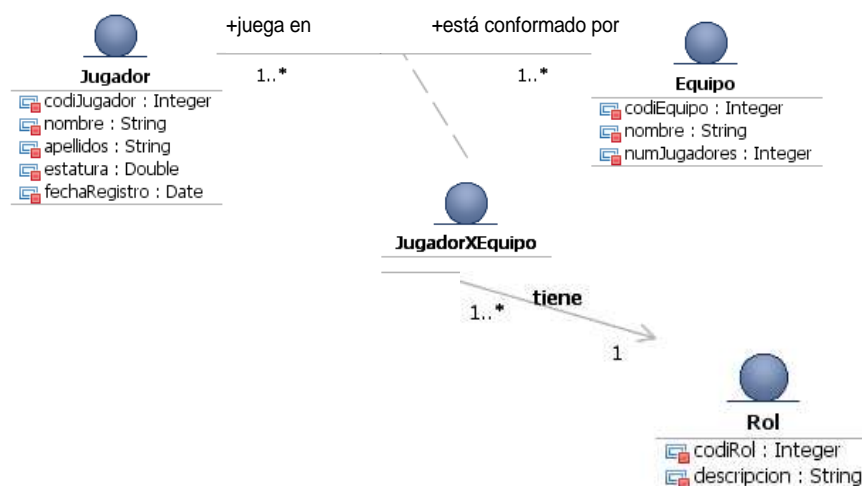 +juega en
+está conformado por
1..*
1..*
Jugador
codiJugador : Integer
nombre : String
apellidos : String
estatura : Double
fechaRegistro : Date
Equipo
codiEquipo : Integer
nombre : String
numJugadores : Integer
JugadorXEquipo
tiene
1..*
1
Rol
codiRol : Integer
descripcion : String